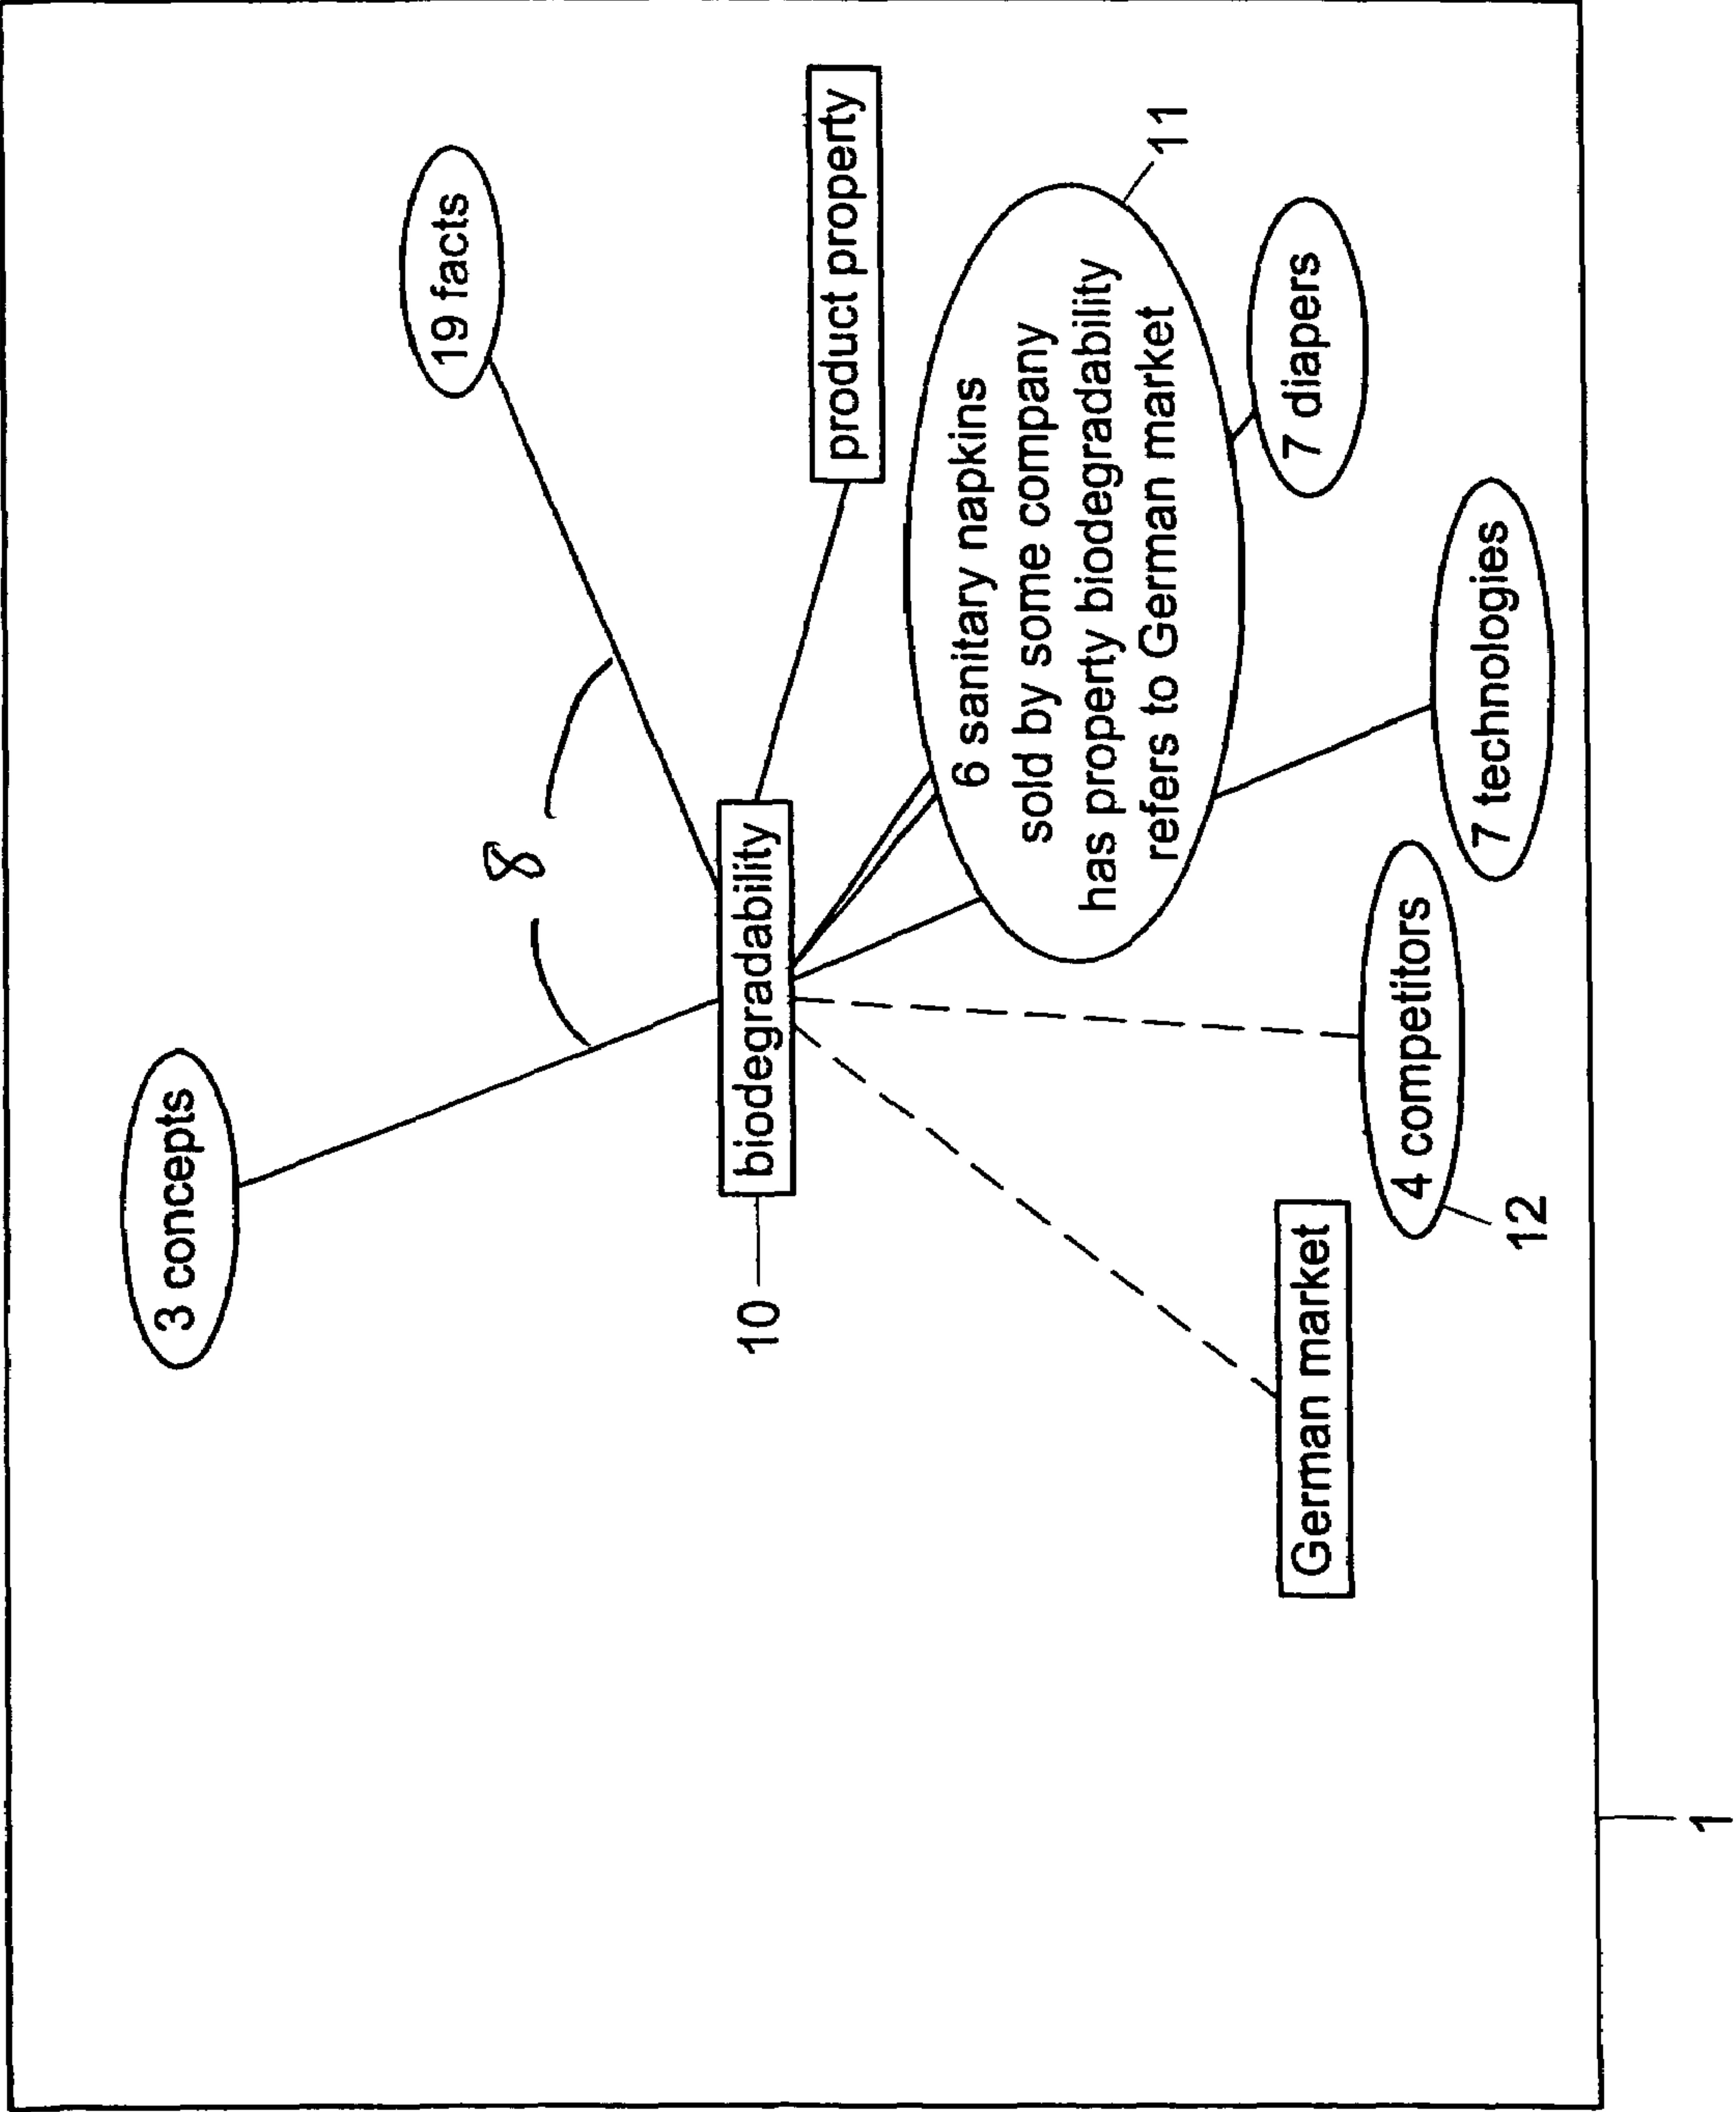 3 concepts
19 facts
8
10
biodegradability
product property
6 sanitary napkins
sold by some company
has property biodegradability
refers to German market
11
German market
7 diapers
4 competitors
12
7 technologies
1